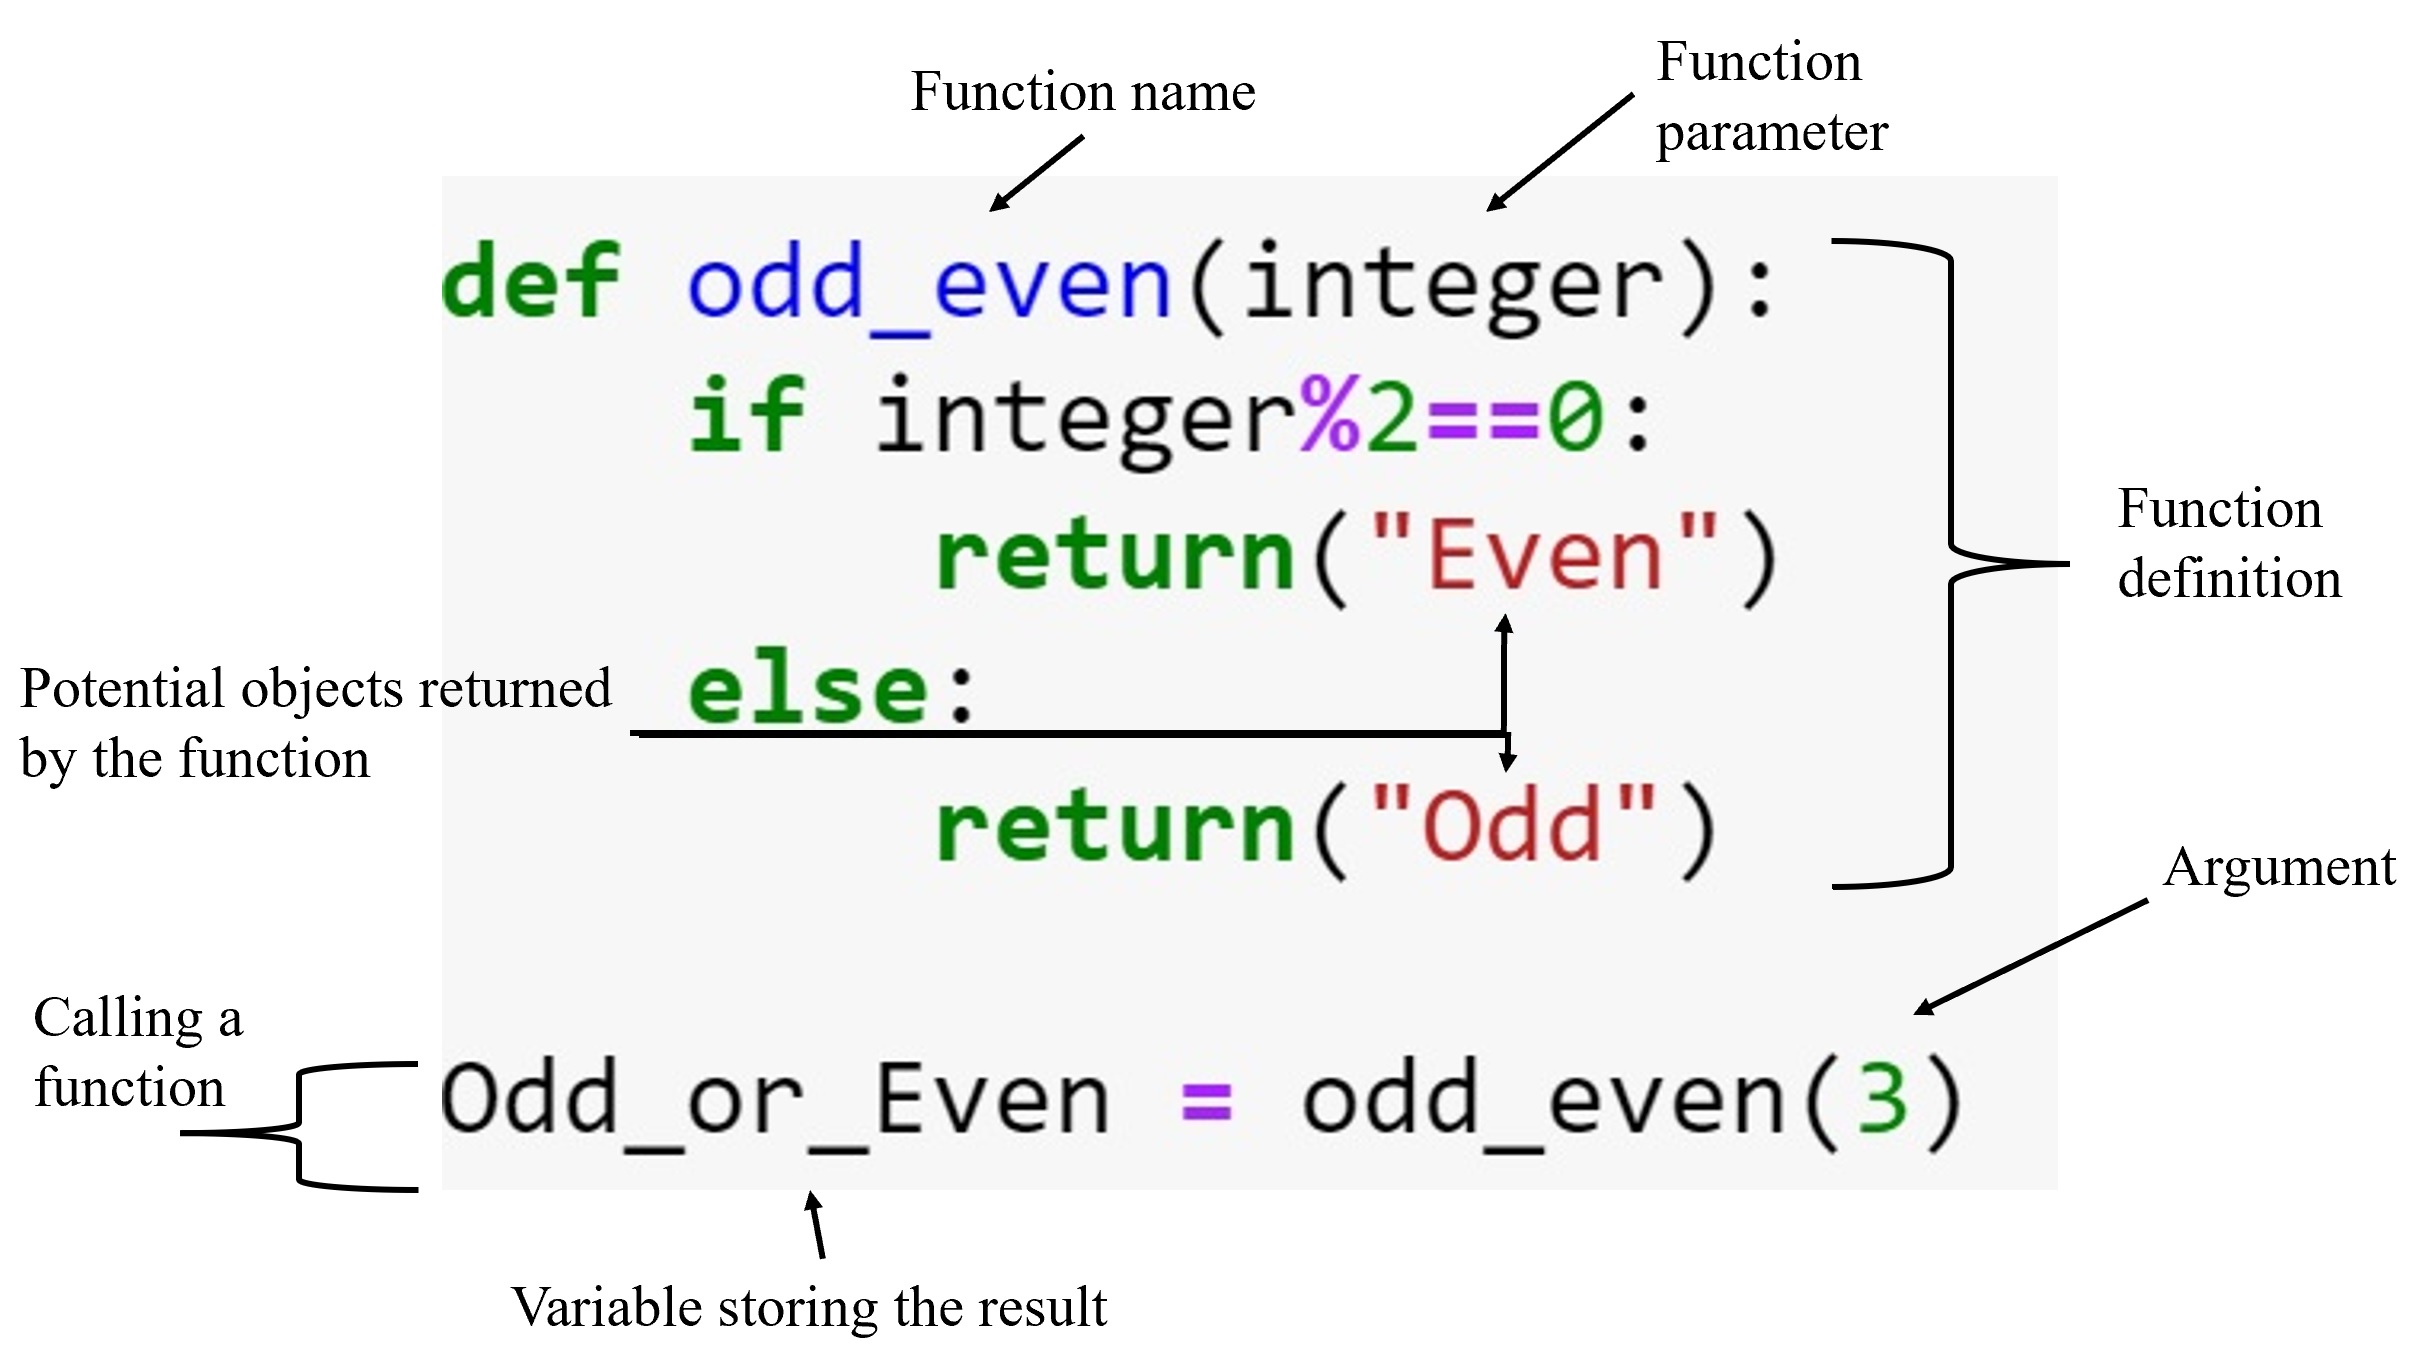 Function name
Function
parameter
def odd_even(integer):
if integer%2==0:
return("Even")
Function
definition
else:
Potential objects returned
by the function
return("Odd")
Argument
Calling a
function
Odd_or_Even = odd_even(3)
Variable storing the result